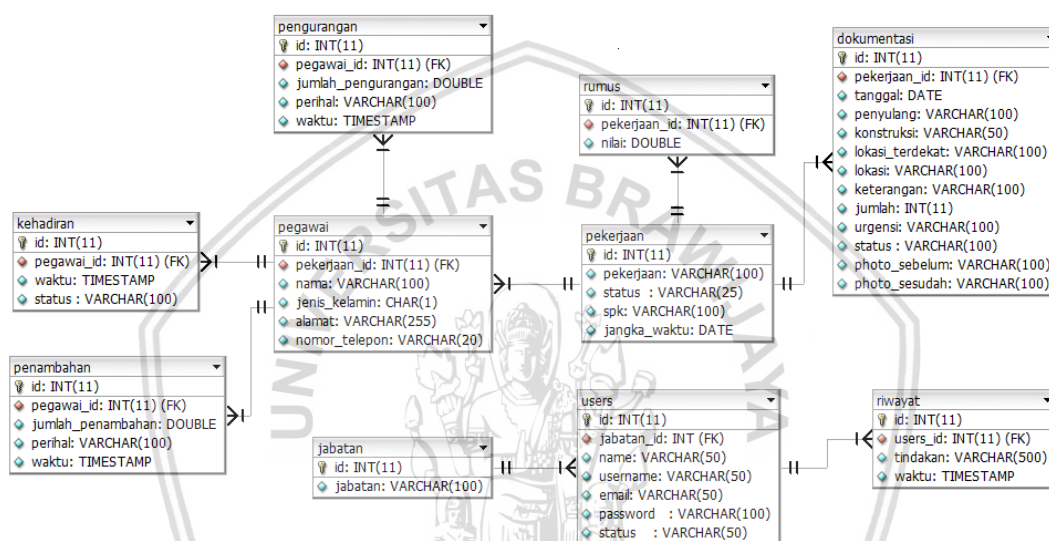 pengurangan
id: INT(11)
pegawai_id: INT(11) (FK)
jumlah_pengurangan: DOUBLE
perihal: VARCHAR(100)
waktu: TIMESTAMP
rumus
id: INT(11)
pekerjaan_id: INT(11) (FK)
nilai: DOUBLE
dokumentasi
id: INT(11)
pekerjaan_id: INT(11) (FK)
tanggal: DATE
penyulang: VARCHAR(100)
konstruksi: VARCHAR(50)
lokasi_terdekat: VARCHAR(100)
lokasi: VARCHAR(100)
keterangan: VARCHAR(100)
jumlah: INT(11)
urgensi: VARCHAR(100)
status : VARCHAR(100)
photo_sebelum: VARCHAR(100)
photo_sesudah: VARCHAR(100)
kehadiran
id: INT(11)
pegawai_id: INT(11) (FK)
waktu: TIMESTAMP
status : VARCHAR(100)
pegawai
id: INT(11)
pekerjaan_id: INT(11) (FK)
nama: VARCHAR(100)
jenis_kelamin: CHAR(1)
alamat: VARCHAR(255)
nomor_telepon: VARCHAR(20)
pekerjaan
id: INT(11)
pekerjaan: VARCHAR(100)
status : VARCHAR(25)
spk: VARCHAR(100)
jangka_waktu: DATE
penambahan
id: INT(11)
pegawai_id: INT(11) (FK)
jumlah_penambahan: DOUBLE
perihal: VARCHAR(100)
waktu: TIMESTAMP
jabatan
id: INT(11)
jabatan: VARCHAR(100)
users
id: INT(11)
jabatan_id: INT (FK)
name: VARCHAR(50)
username: VARCHAR(50)
email: VARCHAR(50)
password : VARCHAR(100)
status : VARCHAR(50)
riwayat
id: INT(11)
users_id: INT(11) (FK)
tindakan: VARCHAR(500)
waktu: TIMESTAMP
UNIVERSITAS BRAWIJAYA